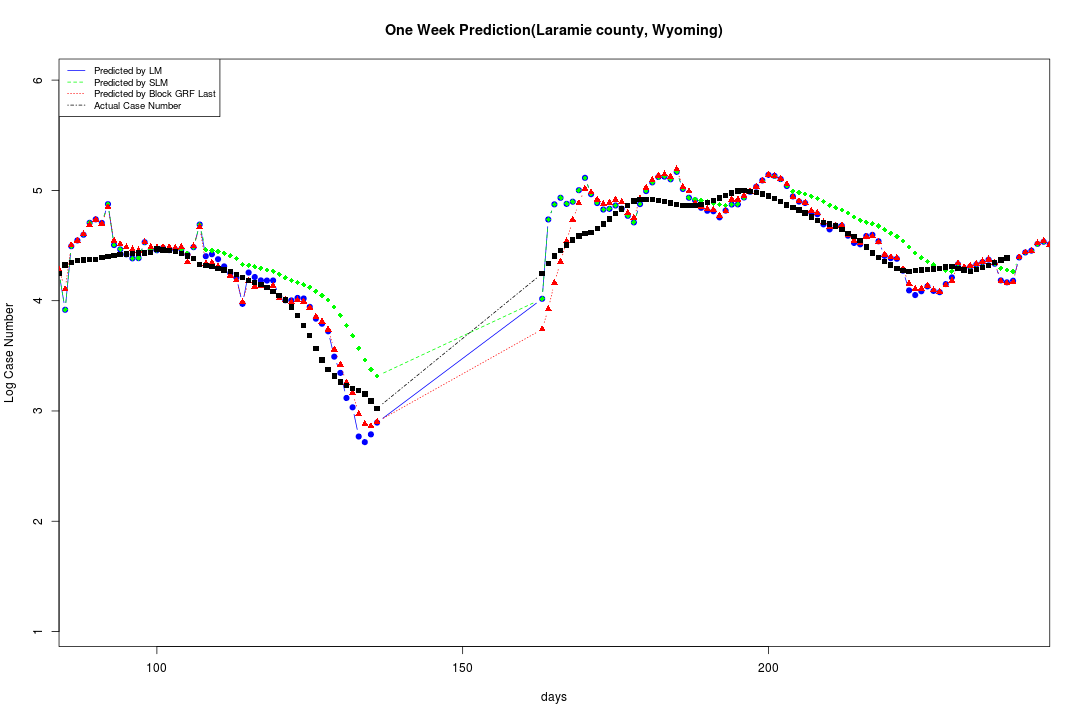 One Week Prediction(Laramie county, Wyoming)
Predicted by LM
Predicted by SLM
Predicted by Block GRF Last
Actual Case Number
6
5
4
3
2
1
Log Case Number
100 150 200
days